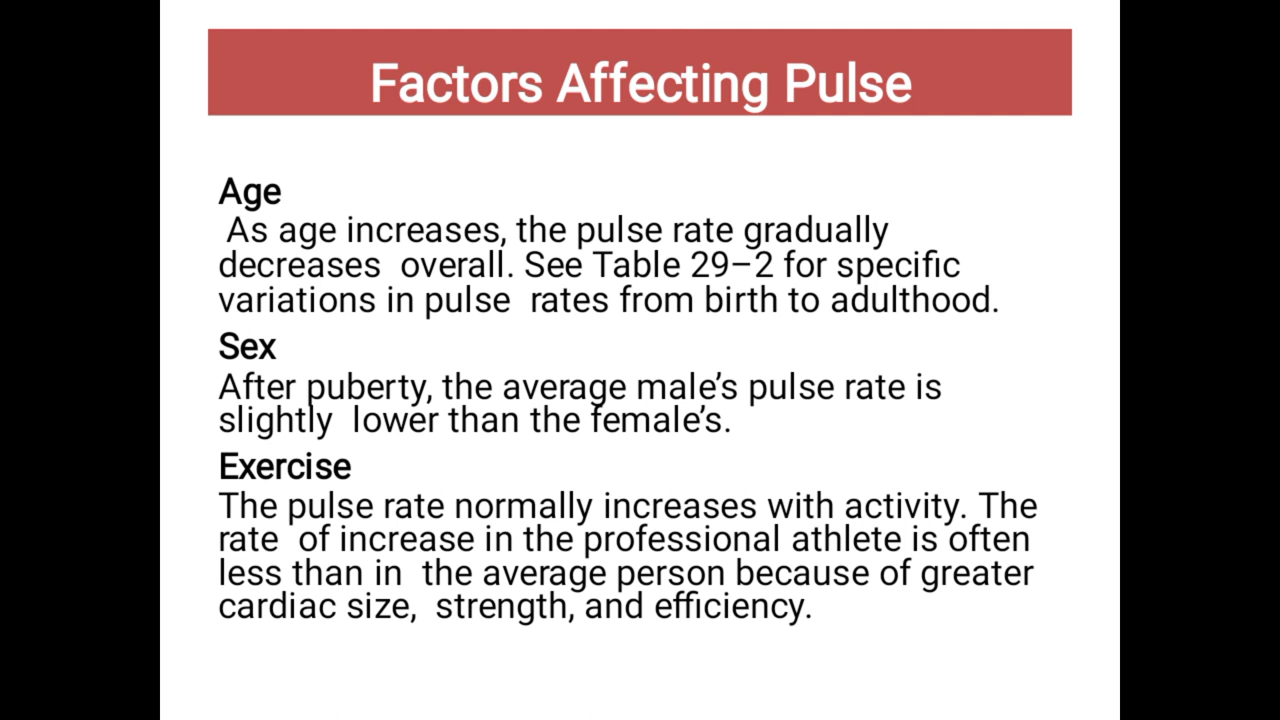 Factors Affecting Pulse
Age
As age increases, the pulse rate gradually
decreases overall. See Table 29–2 for specific
variations in pulse rates from birth to adulthood.
Sex
After puberty, the average male’s pulse rate is
slightly lower than the female’s.
Exercise
The pulse rate normally increases with activity. The
rate of increase in the professional athlete is often
less than in the average person because of greater
cardiac size, strength, and efficiency.